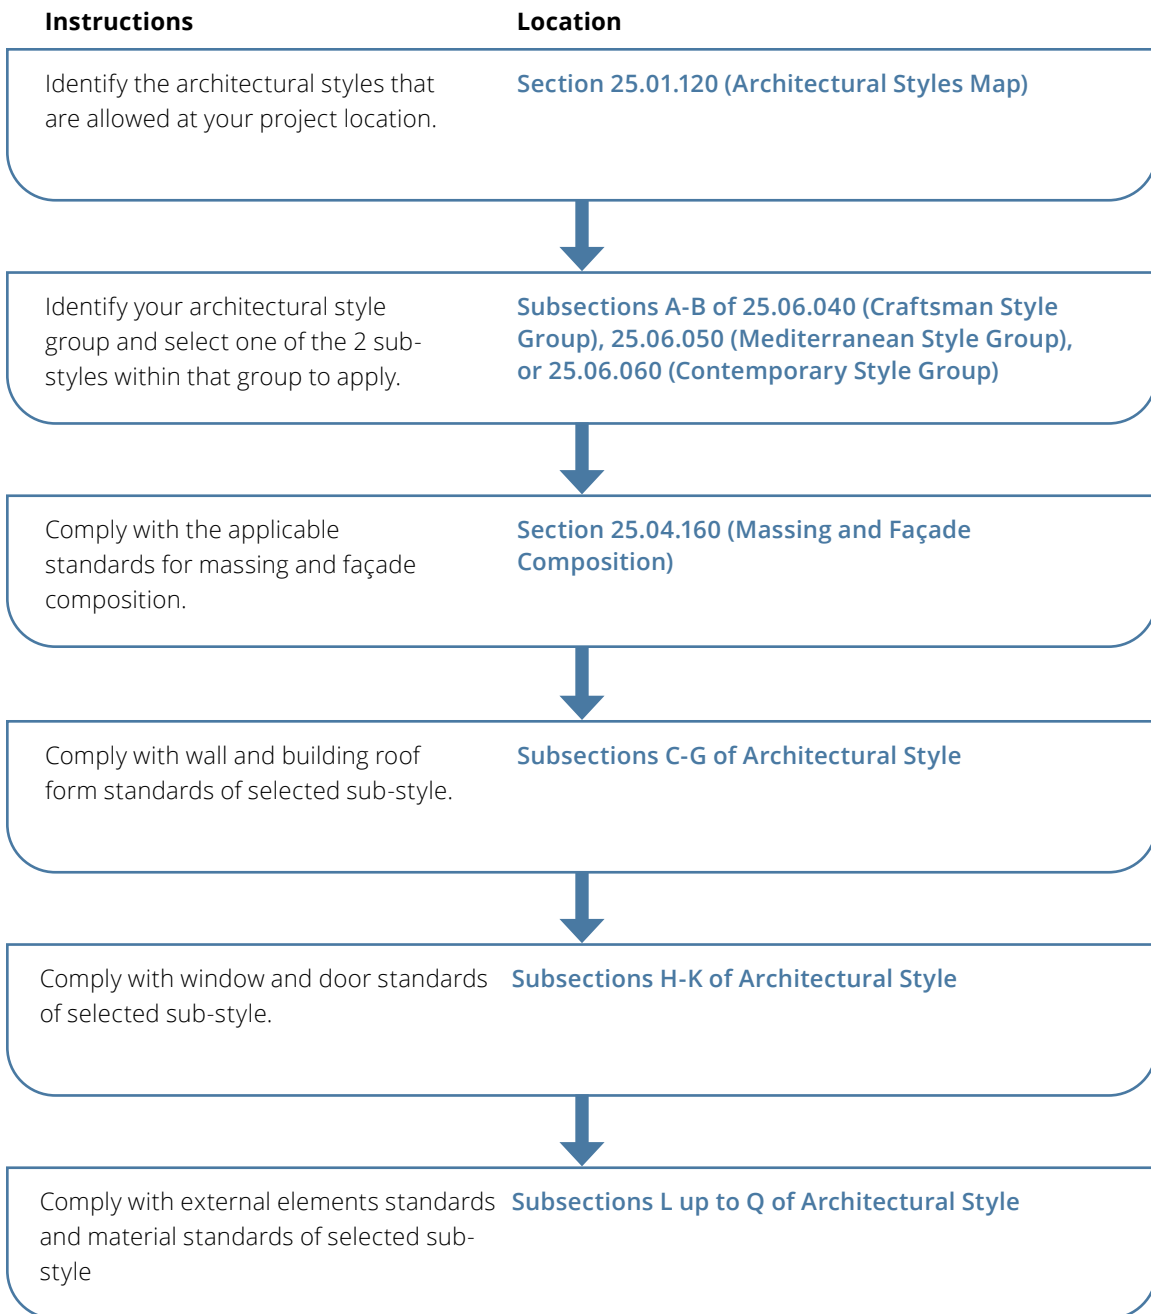 Instructions
Location
Identify the architectural styles that
are allowed at your project location.
Section 25.01.120 (Architectural Styles Map)
Identify your architectural style
group and select one of the 2 sub-
styles within that group to apply.
Subsections A-B of 25.06.040 (Craftsman Style
Group), 25.06.050 (Mediterranean Style Group),
or 25.06.060 (Contemporary Style Group)
Comply with the applicable
standards for massing and façade
composition.
Section 25.04.160 (Massing and Façade
Composition)
Comply with wall and building roof
form standards of selected sub-style.
Subsections C-G of Architectural Style
Comply with window and door standards
of selected sub-style.
Subsections H-K of Architectural Style
Comply with external elements standards
and material standards of selected sub-
style
Subsections L up to Q of Architectural Style